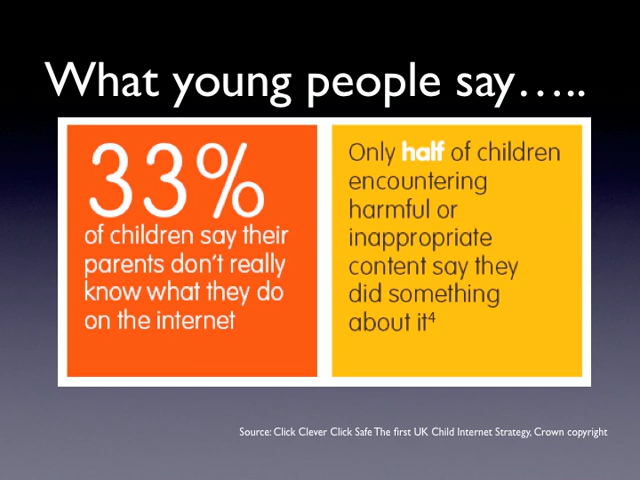 What young people say…..
33%
of children say their
parents don't really
know what they do
on the internet
Only half of children
encountering
harmful or
inappropriate
content say they
did something
about it⁴
Source: Click Clever Click Safe The first UK Child Internet Strategy, Crown copyright